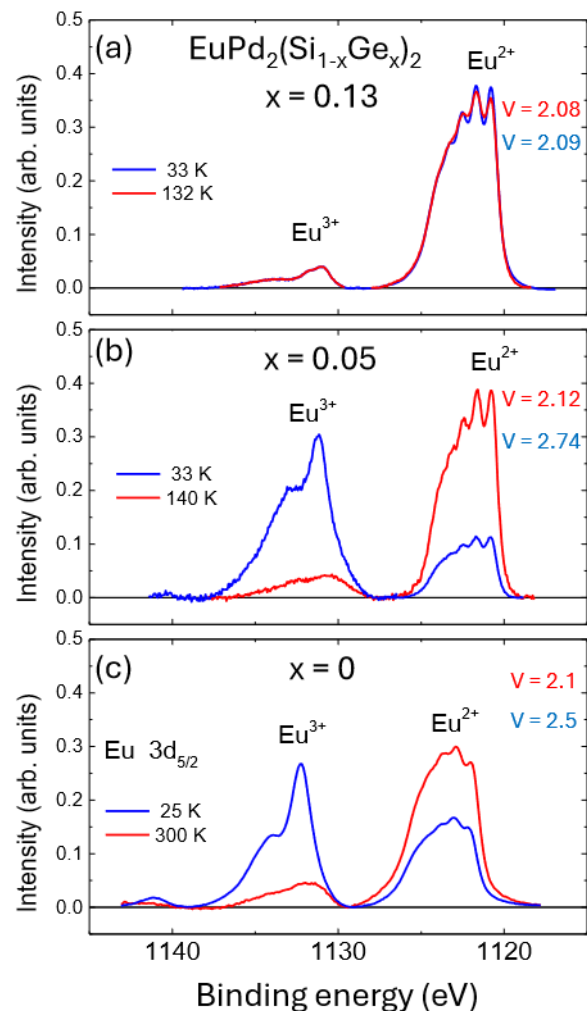 (a) EuPd₂(Si₁₋ₓGeₓ)₂
x = 0.13
Eu²⁺
V = 2.08
V = 2.09
33 K
132 K
Eu³⁺
0.5
0.4
0.3
0.2
0.1
0.0
Intensity (arb. units)
(b)
x = 0.05
Eu²⁺
Eu³⁺
V = 2.12
V = 2.74
33 K
140 K
0.5
0.4
0.3
0.2
0.1
0.0
Intensity (arb. units)
(c)
x = 0
V = 2.1
V = 2.5
Eu 3d₅/₂
Eu³⁺
Eu²⁺
25 K
300 K
0.5
0.4
0.3
0.2
0.1
0.0
Intensity (arb. units)
1140 1130 1120
Binding energy (eV)